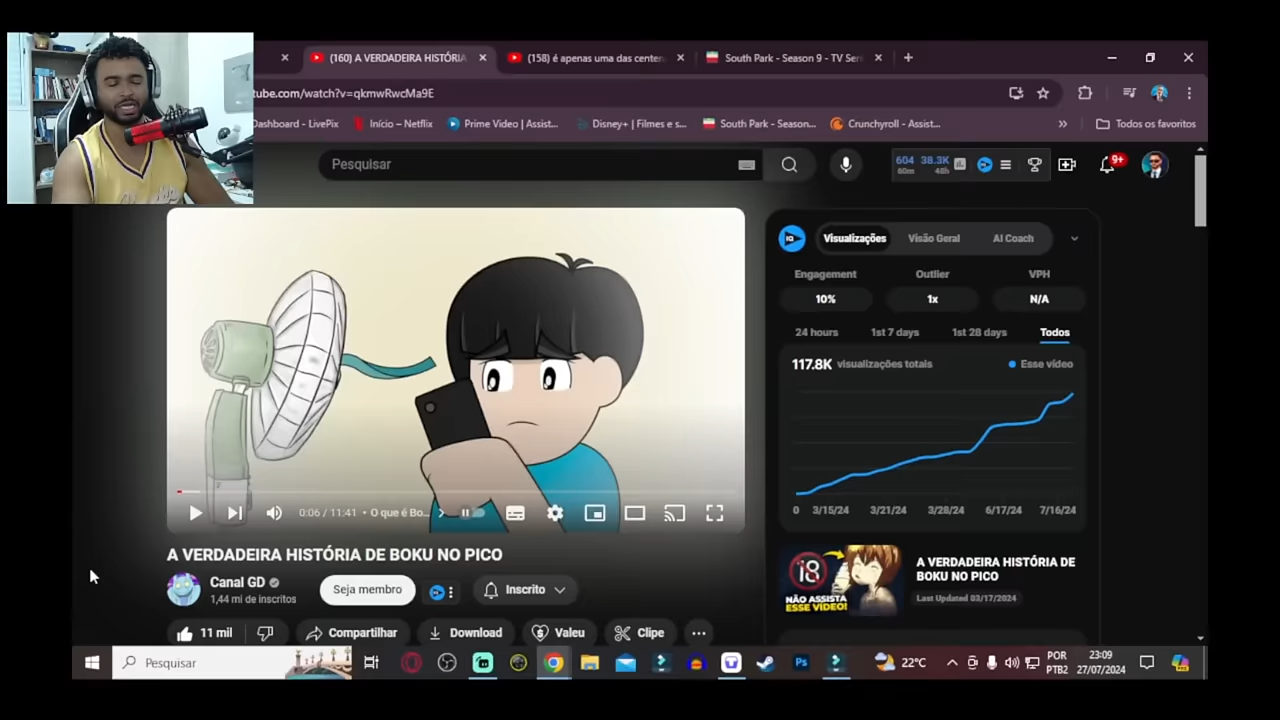 (160) A VERDADEIRA HISTÓRIA
(158) é apenas uma das centen
South Park - Season 9 - TV Seri
tube.com/watch?v=qkmwRwcMa9E
Dashboard - LivePix
Início – Netflix
Prime Video | Assist...
Disney+ | Filmes e s...
South Park - Season...
Crunchyroll - Assist...
»
Todos os favoritos
Pesquisar
604 38.3K
60m 48h
9+
Visualizações
Visão Geral
AI Coach
Engagement
Outlier
VPH
10%
1x
N/A
24 hours
1st 7 days
1st 28 days
Todos
117.8K visualizações totais
Esse vídeo
0 3/15/24 3/21/24 3/28/24 6/17/24 7/16/24
0:06 / 11:41 • O que é Bo...
A VERDADEIRA HISTÓRIA DE BOKU NO PICO
Canal GD
1,44 mi de inscritos
Seja membro
Inscrito
11 mil
Compartilhar
Download
Valeu
Clipe
18
NÃO ASSISTA
ESSE VÍDEO!
A VERDADEIRA HISTÓRIA DE
BOKU NO PICO
Last Updated 03/17/2024
Pesquisar
Ps
22°C
POR
PTB2
23:09
27/07/2024